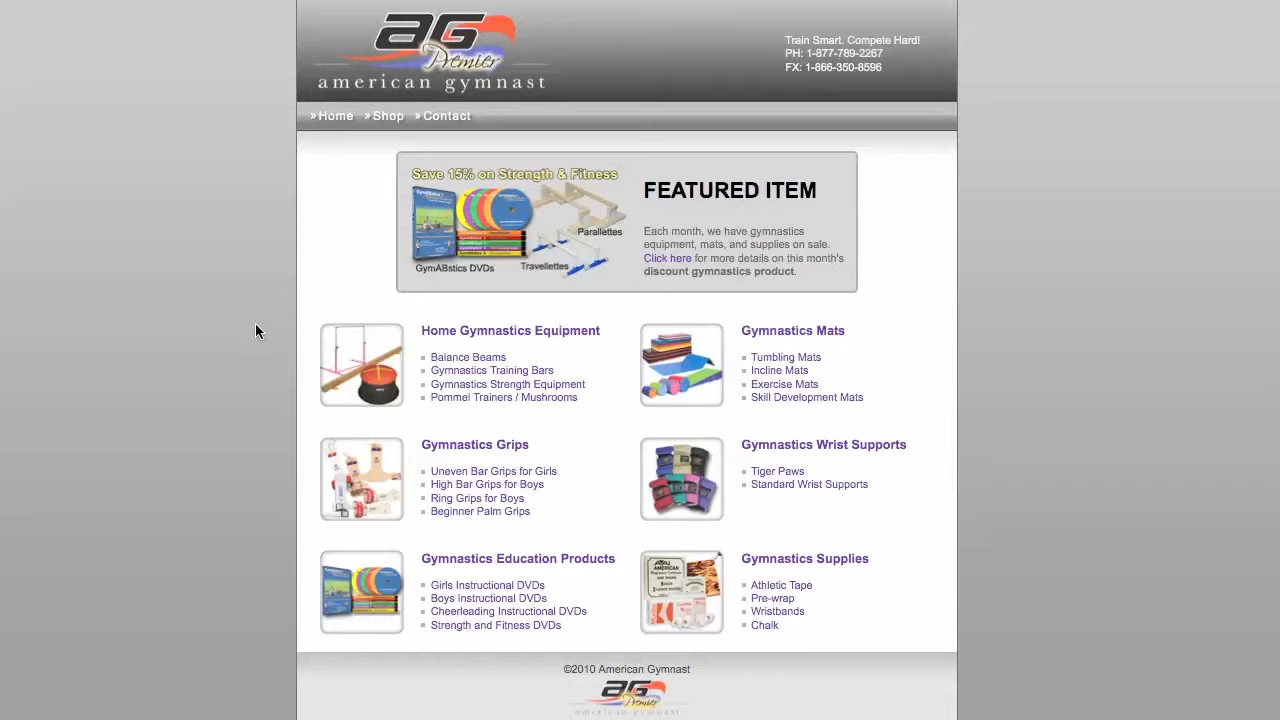 AG
Premier
american gymnast
Train Smart. Compete Hard!
PH: 1-877-789-2267
FX: 1-866-350-8596
» Home » Shop » Contact
Save 15% on Strength & Fitness
Parallettes
Travellettes
GymABstics DVDs
FEATURED ITEM
Each month, we have gymnastics
equipment, mats, and supplies on sale.
Click here for more details on this month's
discount gymnastics product.
Home Gymnastics Equipment
Balance Beams
Gymnastics Training Bars
Gymnastics Strength Equipment
Pommel Trainers / Mushrooms
Gymnastics Mats
Tumbling Mats
Incline Mats
Exercise Mats
Skill Development Mats
Gymnastics Grips
Uneven Bar Grips for Girls
High Bar Grips for Boys
Ring Grips for Boys
Beginner Palm Grips
Gymnastics Wrist Supports
Tiger Paws
Standard Wrist Supports
Gymnastics Education Products
Girls Instructional DVDs
Boys Instructional DVDs
Cheerleading Instructional DVDs
Strength and Fitness DVDs
Gymnastics Supplies
Athletic Tape
Pre-wrap
Wristbands
Chalk
©2010 American Gymnast
AG
Premier
american gymnast